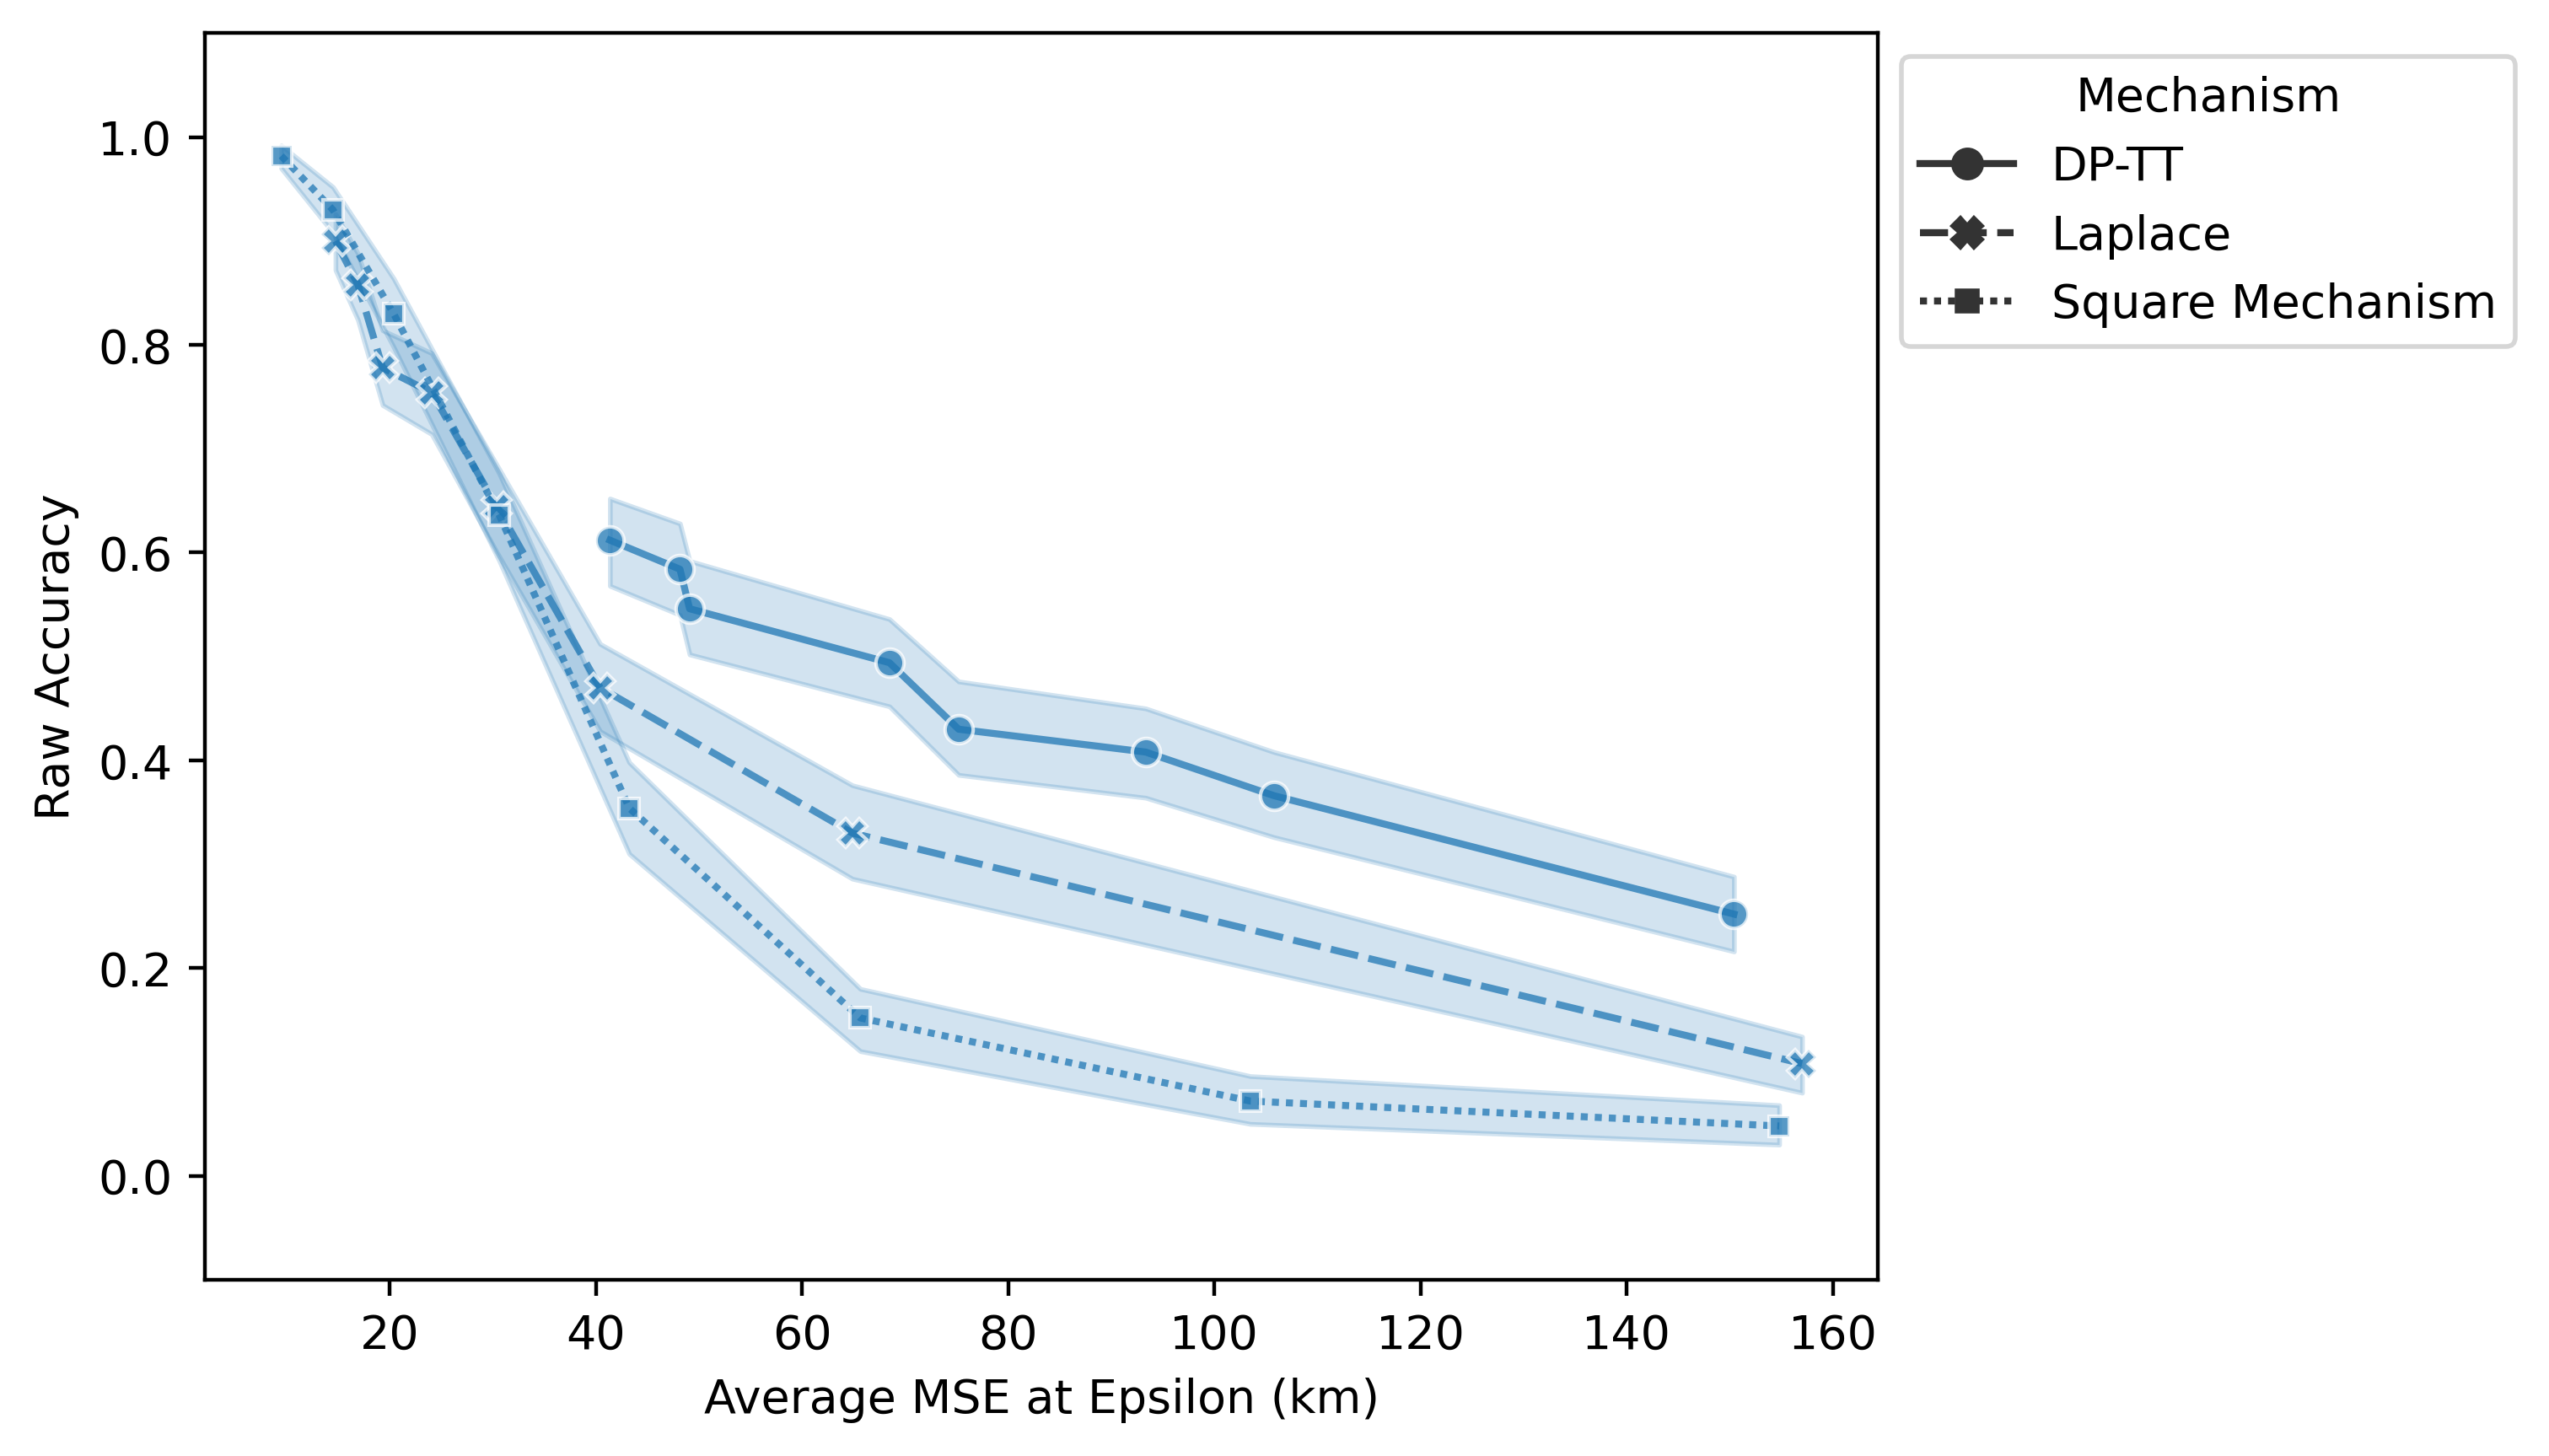 Mechanism
DP-TT
Laplace
Square Mechanism
Raw Accuracy
1.0
0.8
0.6
0.4
0.2
0.0
20 40 60 80 100 120 140 160
Average MSE at Epsilon (km)